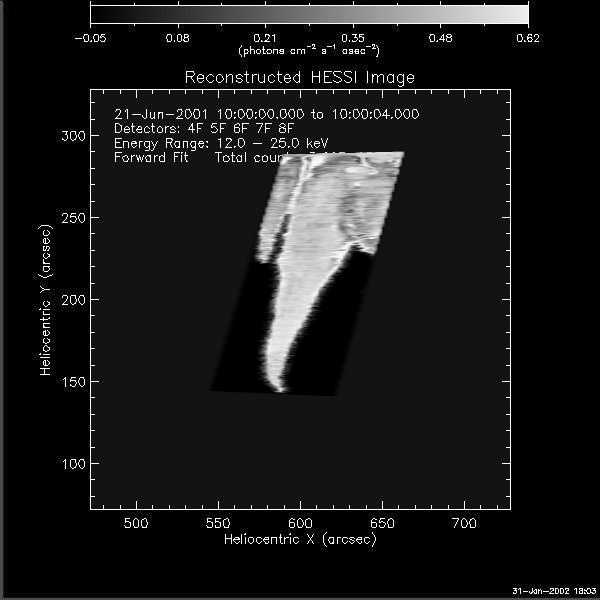 -0.05 0.08 0.21 0.35 0.48 0.62
(photons cm⁻² s⁻¹ asec⁻²)
Reconstructed HESSI Image
21-Jun-2001 10:00:00.000 to 10:00:04.000
Detectors: 4F 5F 6F 7F 8F
Energy Range: 12.0 - 25.0 keV
Forward Fit Total
300
250
200
150
100
Heliocentric Y (arcsec)
500 550 600 650 700
Heliocentric X (arcsec)
31-Jan-2002 18:03